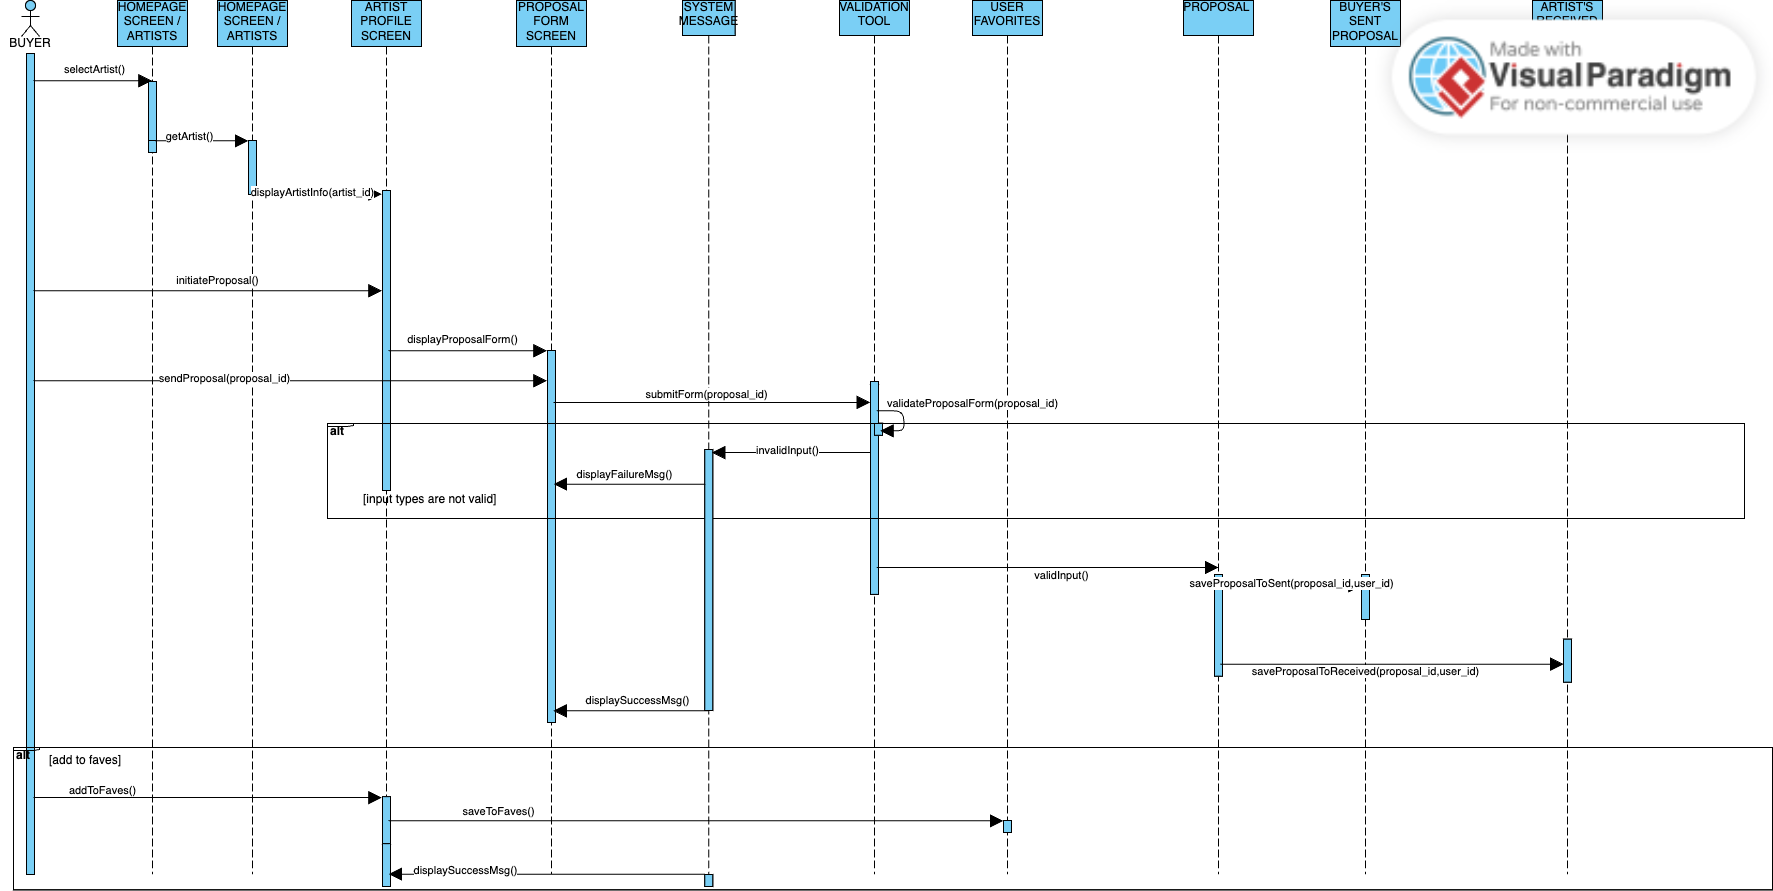 BUYER
HOMEPAGE
SCREEN /
ARTISTS
HOMEPAGE
SCREEN /
ARTISTS
ARTIST
PROFILE
SCREEN
PROPOSAL
FORM
SCREEN
SYSTEM
MESSAGE
VALIDATION
TOOL
USER
FAVORITES
PROPOSAL
BUYER'S
SENT
PROPOSAL
ARTIST'S
RECEIVED
Made with
Visual Paradigm
For non-commercial use
selectArtist()
getArtist()
displayArtistInfo(artist_id)
initiateProposal()
displayProposalForm()
sendProposal(proposal_id)
submitForm(proposal_id)
validateProposalForm(proposal_id)
alt
invalidInput()
displayFailureMsg()
[input types are not valid]
validInput()
saveProposalToSent(proposal_id,user_id)
saveProposalToReceived(proposal_id,user_id)
displaySuccessMsg()
alt
[add to faves]
addToFaves()
saveToFaves()
displaySuccessMsg()